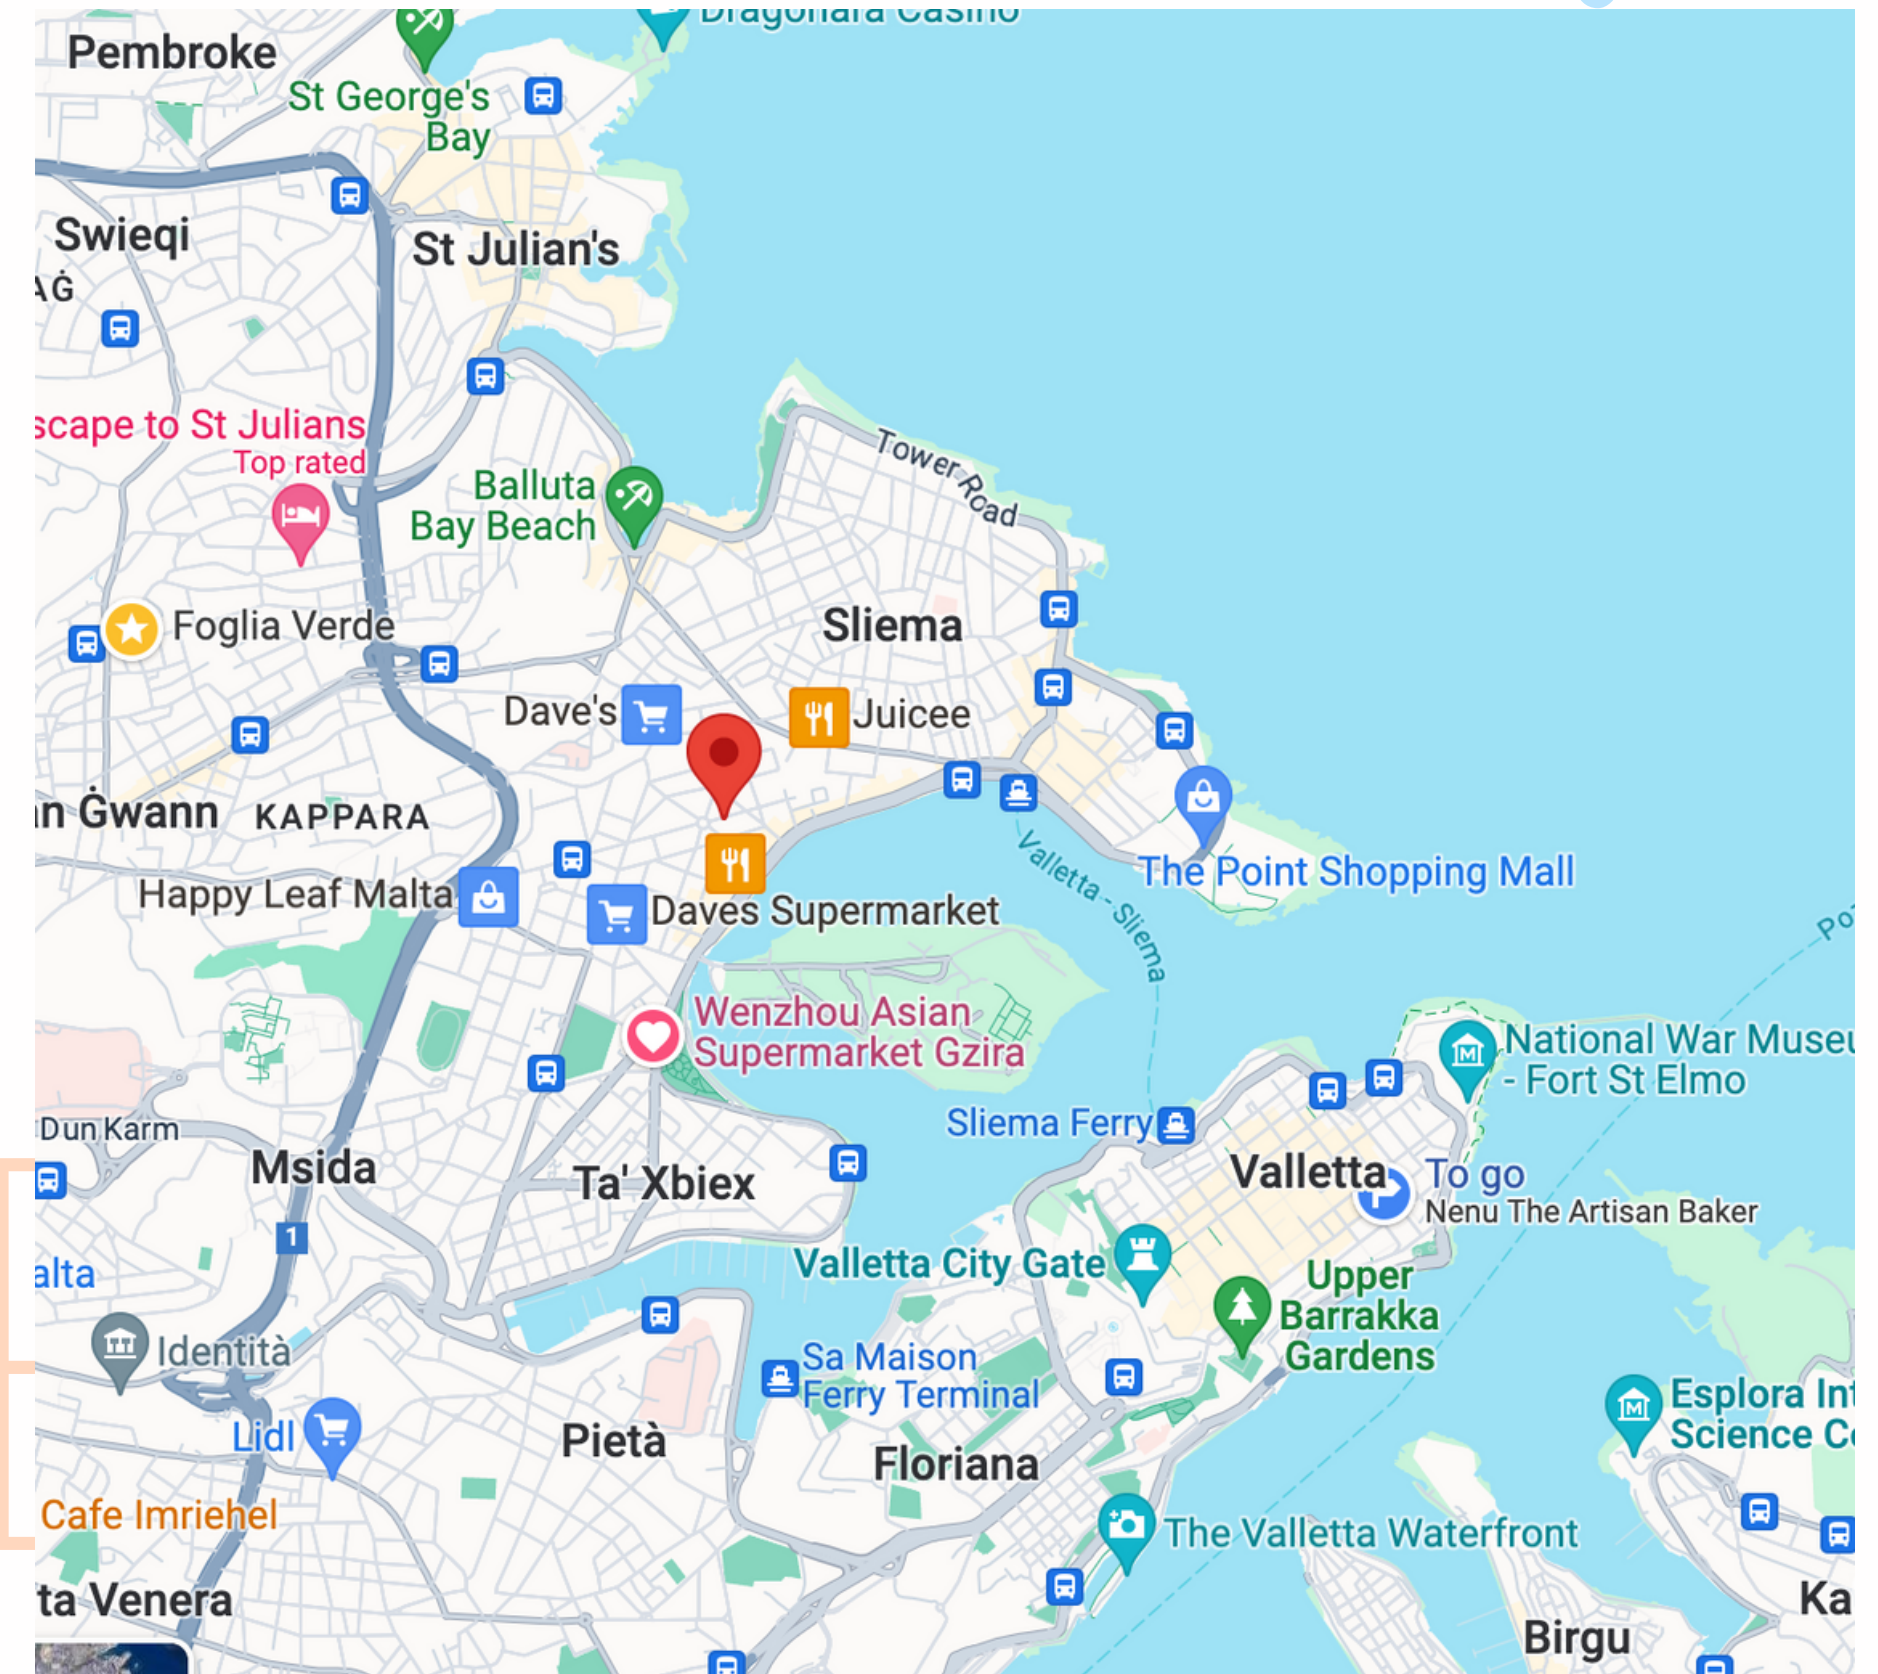 Dragonara Casino
Pembroke
St George's
Bay
Swieqi
St Julian's
AĠ
scape to St Julians
Top rated
Tower Road
Balluta
Bay Beach
Foglia Verde
Sliema
Dave's
Juicee
an Ġwann
KAPPARA
Valletta - Sliema
The Point Shopping Mall
Happy Leaf Malta
Daves Supermarket
Wenzhou Asian
Supermarket Gzira
National War Museu
- Fort St Elmo
Dun Karm
Sliema Ferry
Msida
Ta' Xbiex
Valletta
To go
Nenu The Artisan Baker
1
alta
Valletta City Gate
Upper
Barrakka
Gardens
Identità
Sa Maison
Ferry Terminal
Esplora Int
Science Ce
Lidl
Pietà
Floriana
Cafe Imriehel
The Valletta Waterfront
ta Venera
Ka
Birgu